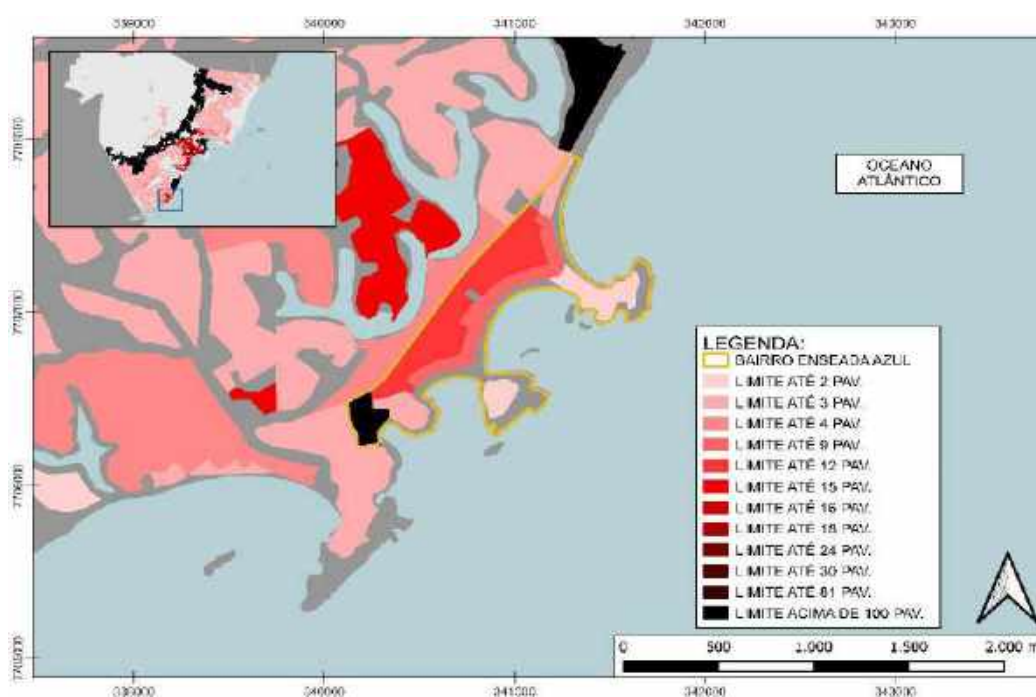 339000 340000 341000 342000 343000
OCEANO
ATLÂNTICO
LEGENDA:
BAIRRO ENSEADA AZUL
LIMITE ATÉ 2 PAV.
LIMITE ATÉ 3 PAV.
LIMITE ATÉ 4 PAV.
LIMITE ATÉ 9 PAV.
LIMITE ATÉ 12 PAV.
LIMITE ATÉ 15 PAV.
LIMITE ATÉ 16 PAV.
LIMITE ATÉ 18 PAV.
LIMITE ATÉ 24 PAV.
LIMITE ATÉ 30 PAV.
LIMITE ATÉ 81 PAV.
LIMITE ACIMA DE 100 PAV.
0 500 1.000 1.500 2.000 m
339000 340000 341000 342000 343000